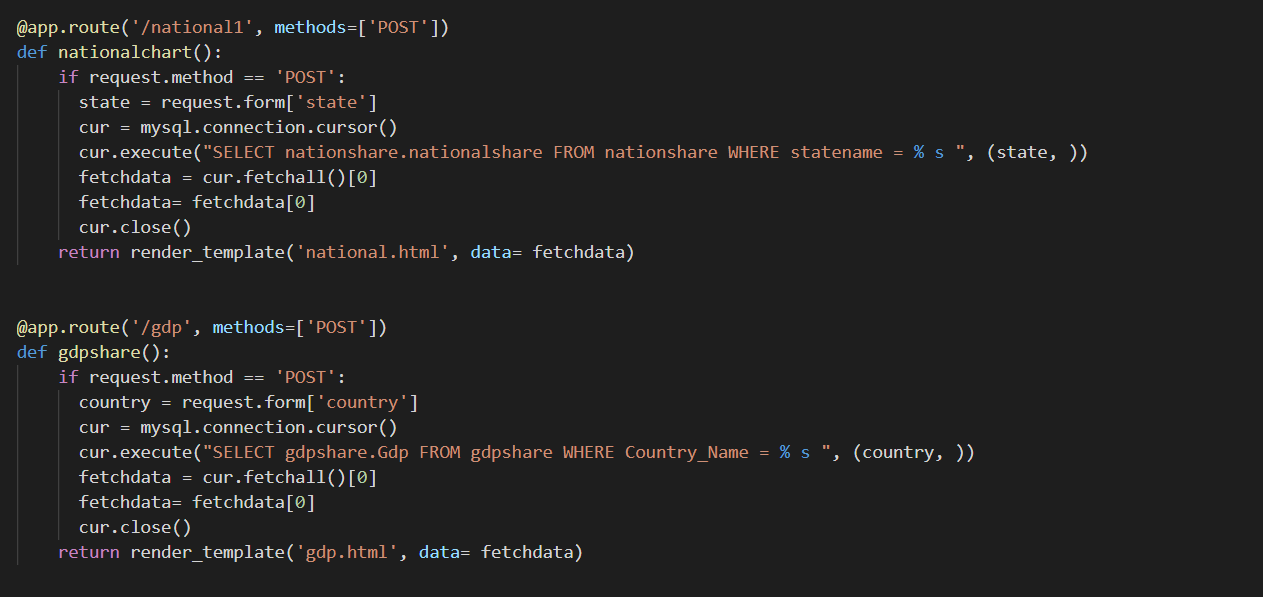 @app.route('/national1', methods=['POST'])
def nationalchart():
    if request.method == 'POST':
      state = request.form['state']
      cur = mysql.connection.cursor()
      cur.execute("SELECT nationshare.nationalshare FROM nationshare WHERE statename = % s ", (state, ))
      fetchdata = cur.fetchall()[0]
      fetchdata= fetchdata[0]
      cur.close()
    return render_template('national.html', data= fetchdata)
@app.route('/gdp', methods=['POST'])
def gdpshare():
    if request.method == 'POST':
      country = request.form['country']
      cur = mysql.connection.cursor()
      cur.execute("SELECT gdpshare.Gdp FROM gdpshare WHERE Country_Name = % s ", (country, ))
      fetchdata = cur.fetchall()[0]
      fetchdata= fetchdata[0]
      cur.close()
    return render_template('gdp.html', data= fetchdata)